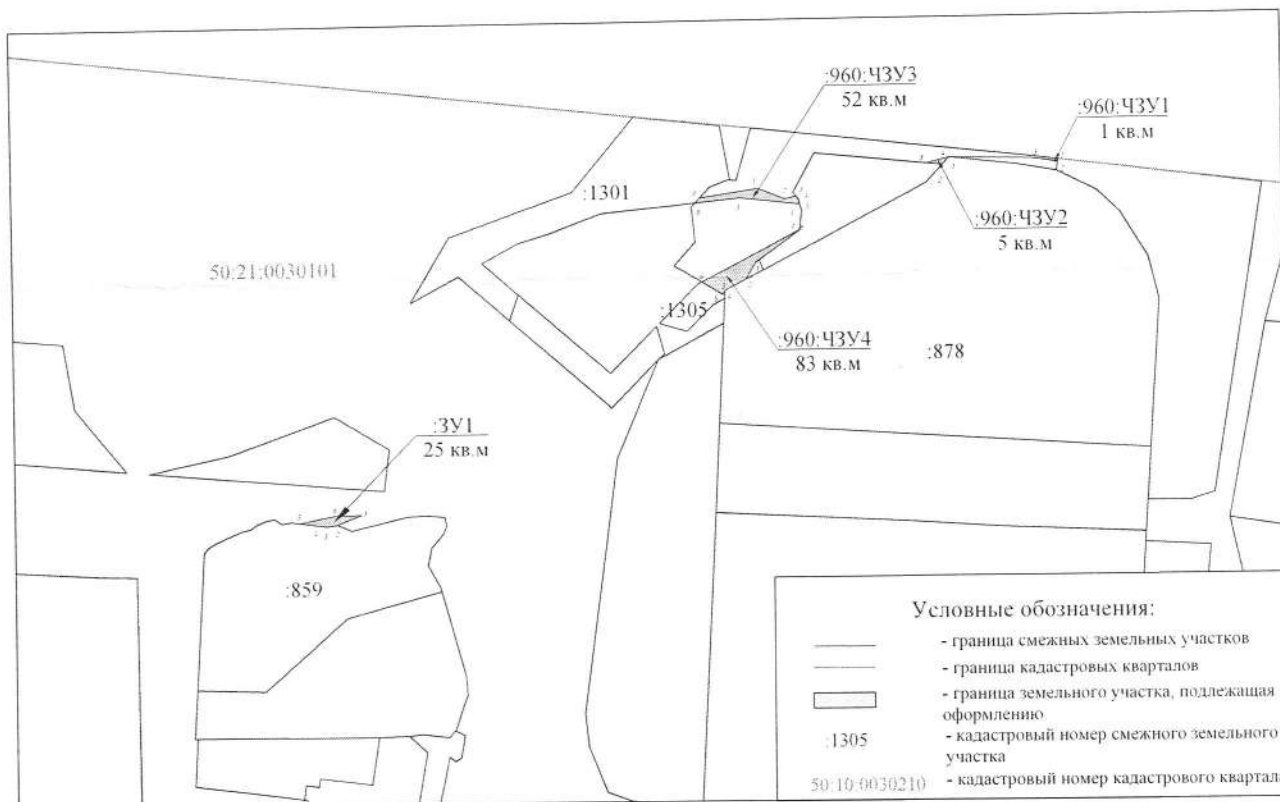 :960:ЧЗУ3
52 кв.м
:960:ЧЗУ1
1 кв.м
:1301
:960:ЧЗУ2
5 кв.м
50:21:0030101
:1305
:960:ЧЗУ4
83 кв.м
:878
:ЗУ1
25 кв.м
:859
Условные обозначения:
- граница смежных земельных участков
- граница кадастровых кварталов
- граница земельного участка, подлежащая
оформлению
:1305
- кадастровый номер смежного земельного
участка
50:10:0030210
- кадастровый номер кадастрового квартала